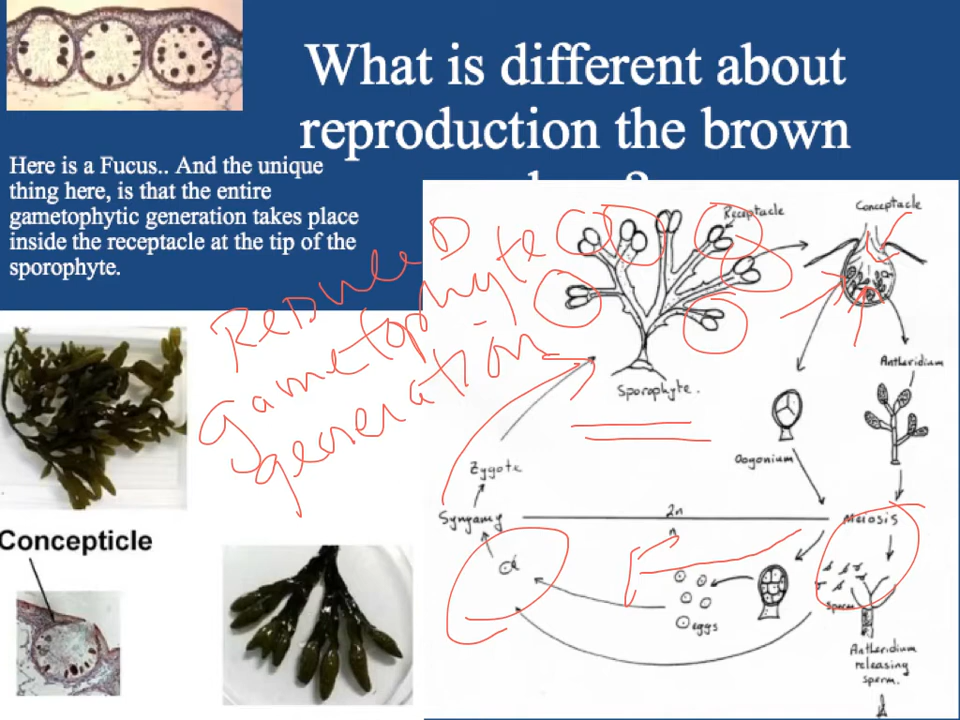 What is different about
reproduction the brown
Here is a Fucus.. And the unique
thing here, is that the entire
gametophytic generation takes place
inside the receptacle at the tip of the
sporophyte.
Reduced
gametophyte
generation
Receptacle
Conceptacle
Sporophyte.
Antheridium
Oogonium
Zygote
Syngamy
2n
n
Meiosis
sperm
eggs
Antheridium
releasing
sperm.
Concepticle